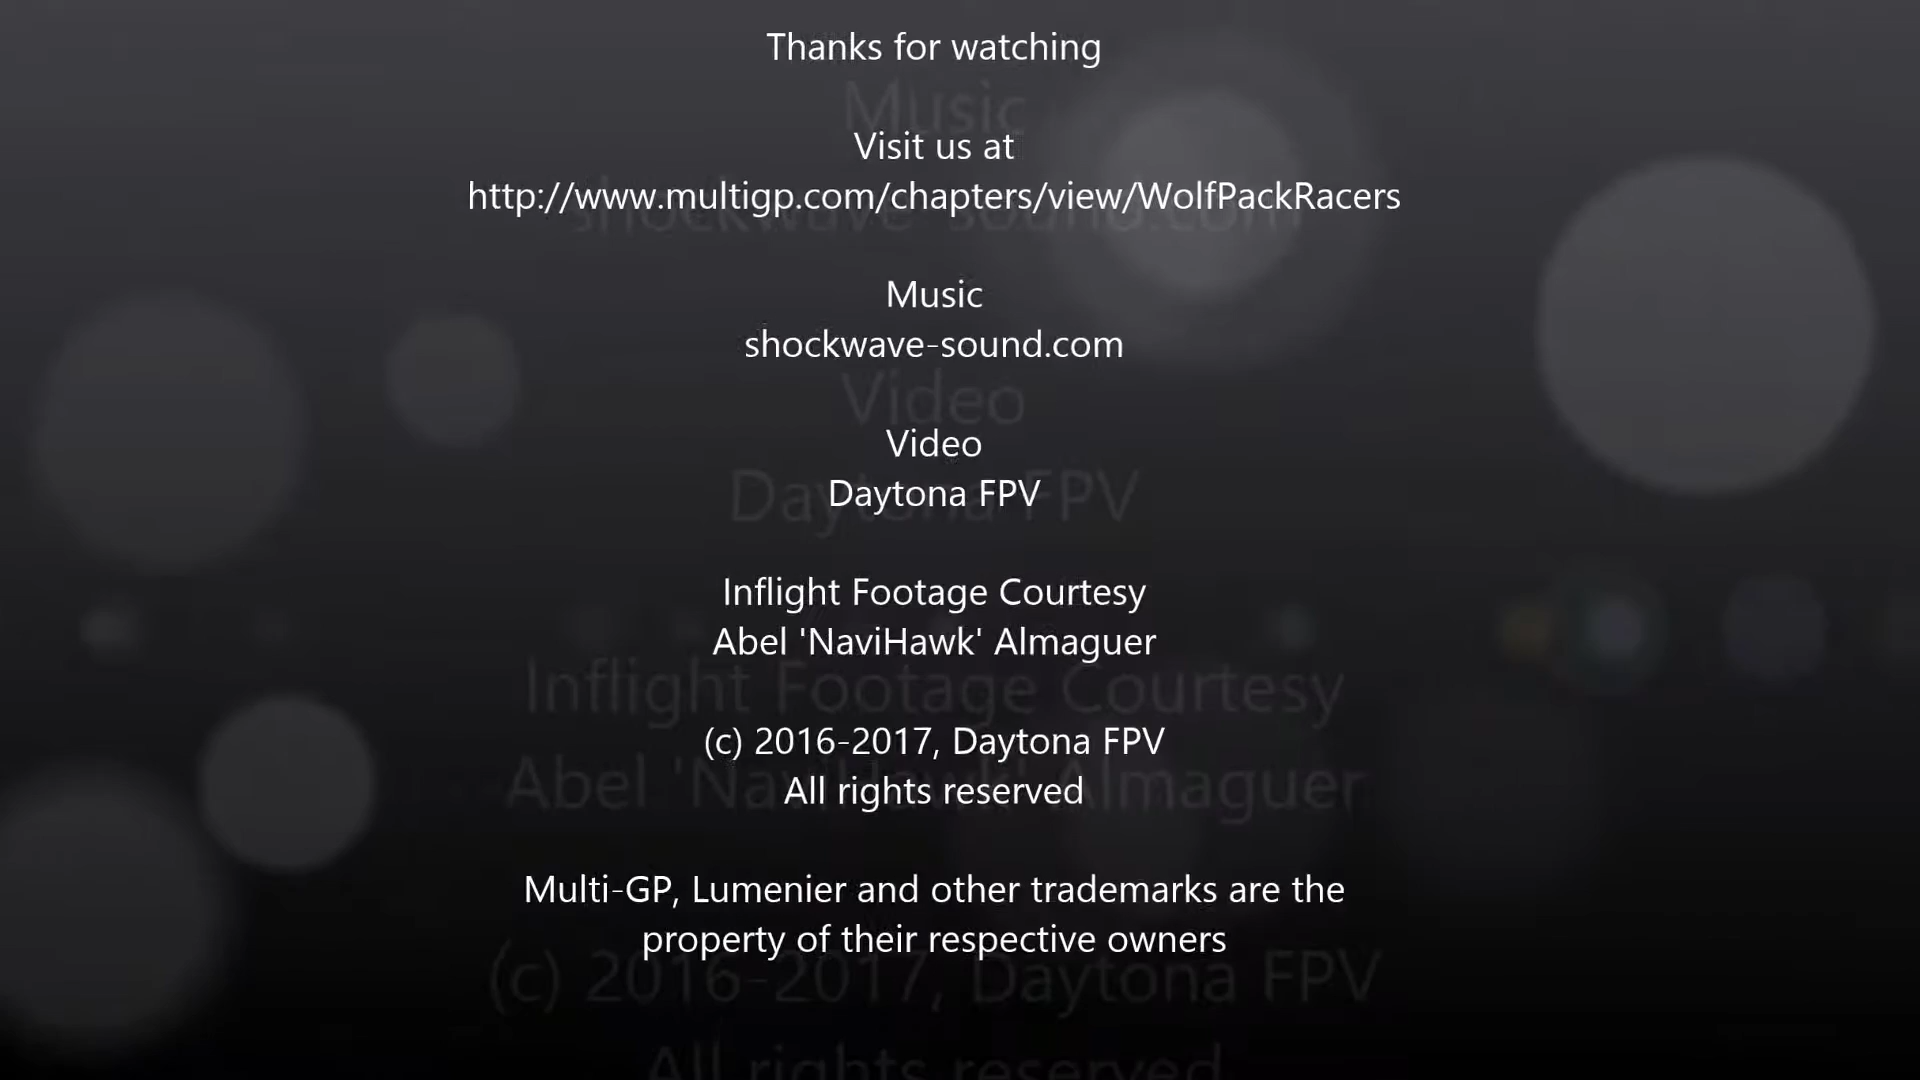 Thanks for watching
Visit us at
http://www.multigp.com/chapters/view/WolfPackRacers
Music
shockwave-sound.com
Video
Daytona FPV
Inflight Footage Courtesy
Abel 'NaviHawk' Almaguer
(c) 2016-2017, Daytona FPV
All rights reserved
Multi-GP, Lumenier and other trademarks are the
property of their respective owners